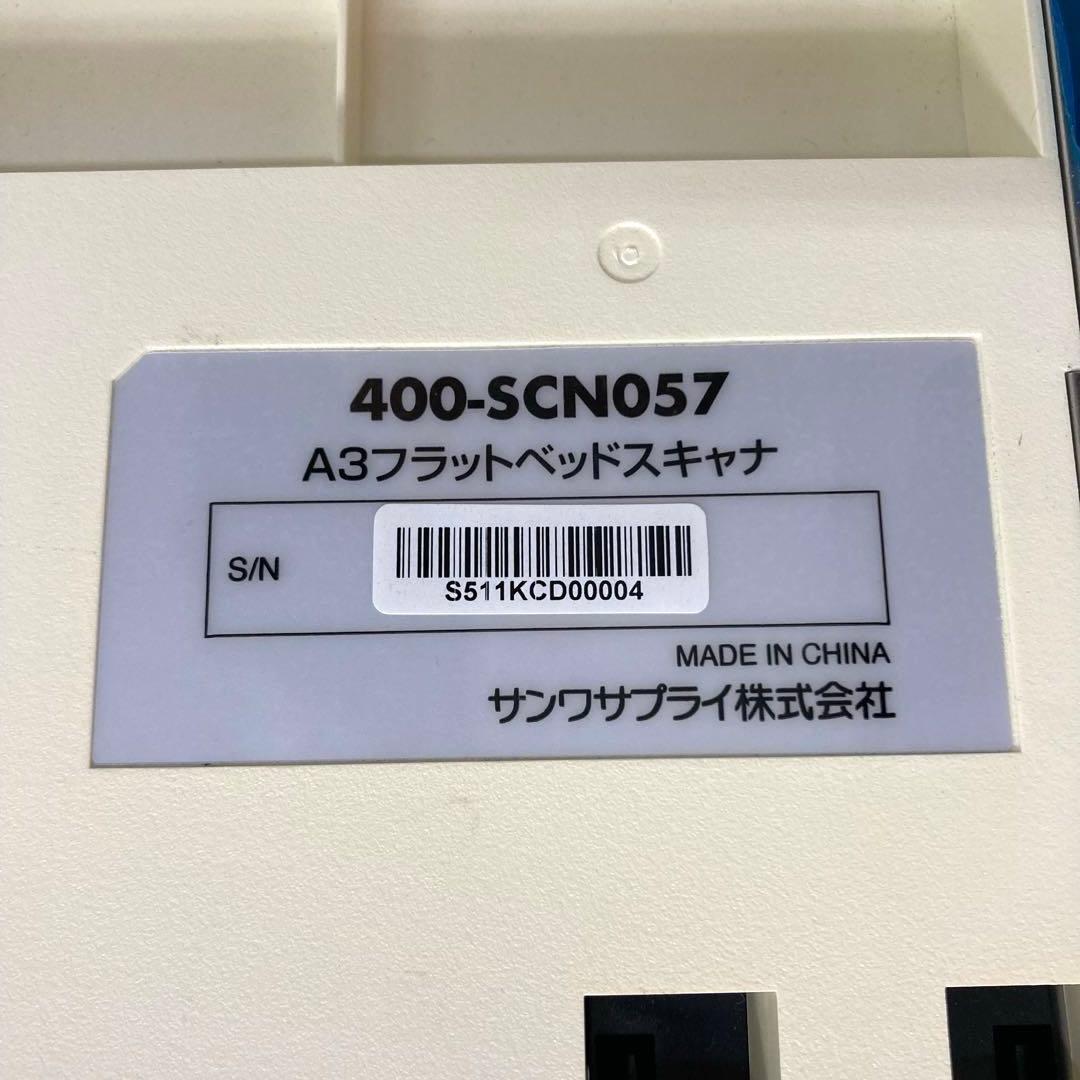 400-SCN057
A3フラットベッドスキャナ
S/N
S511KCD00004
MADE IN CHINA
サンワサプライ株式会社